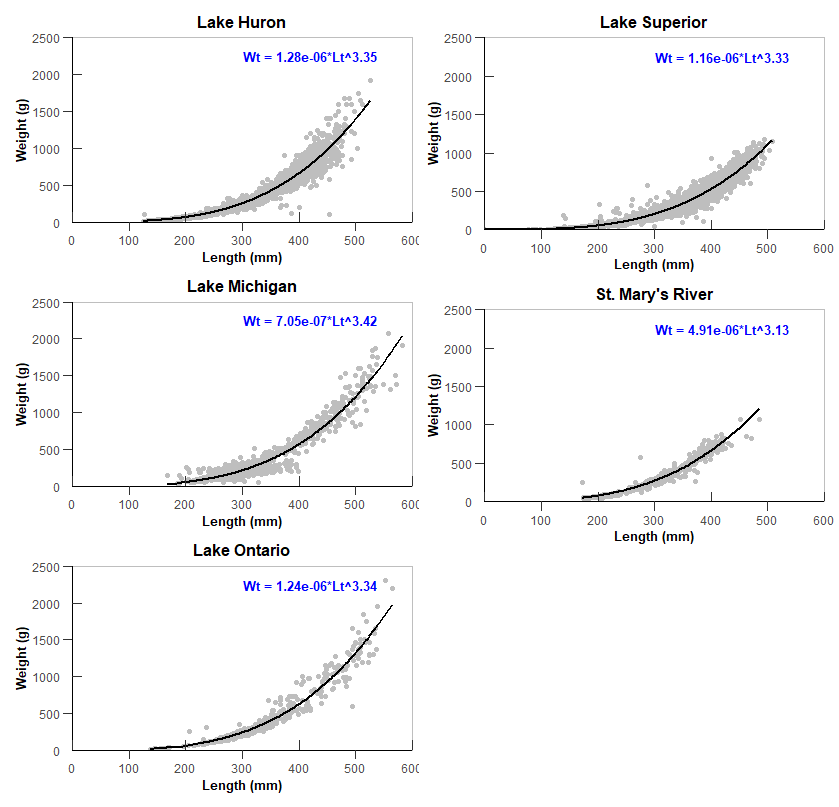 Lake Huron
Wt = 1.28e-06*Lt^3.35
Weight (g)
2500
2000
1500
1000
500
0
0 100 200 300 400 500 600
Length (mm)
Lake Superior
Wt = 1.16e-06*Lt^3.33
Weight (g)
2500
2000
1500
1000
500
0
0 100 200 300 400 500 600
Length (mm)
Lake Michigan
Wt = 7.05e-07*Lt^3.42
Weight (g)
2500
2000
1500
1000
500
0
0 100 200 300 400 500 600
Length (mm)
St. Mary's River
Wt = 4.91e-06*Lt^3.13
Weight (g)
2500
2000
1500
1000
500
0
0 100 200 300 400 500 600
Length (mm)
Lake Ontario
Wt = 1.24e-06*Lt^3.34
Weight (g)
2500
2000
1500
1000
500
0
0 100 200 300 400 500 600
Length (mm)